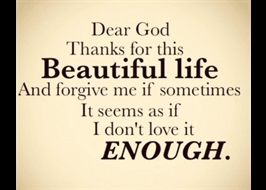 Dear God
Thanks for this
Beautiful life
And forgive me if sometimes
It seems as if
I don't love it
ENOUGH.